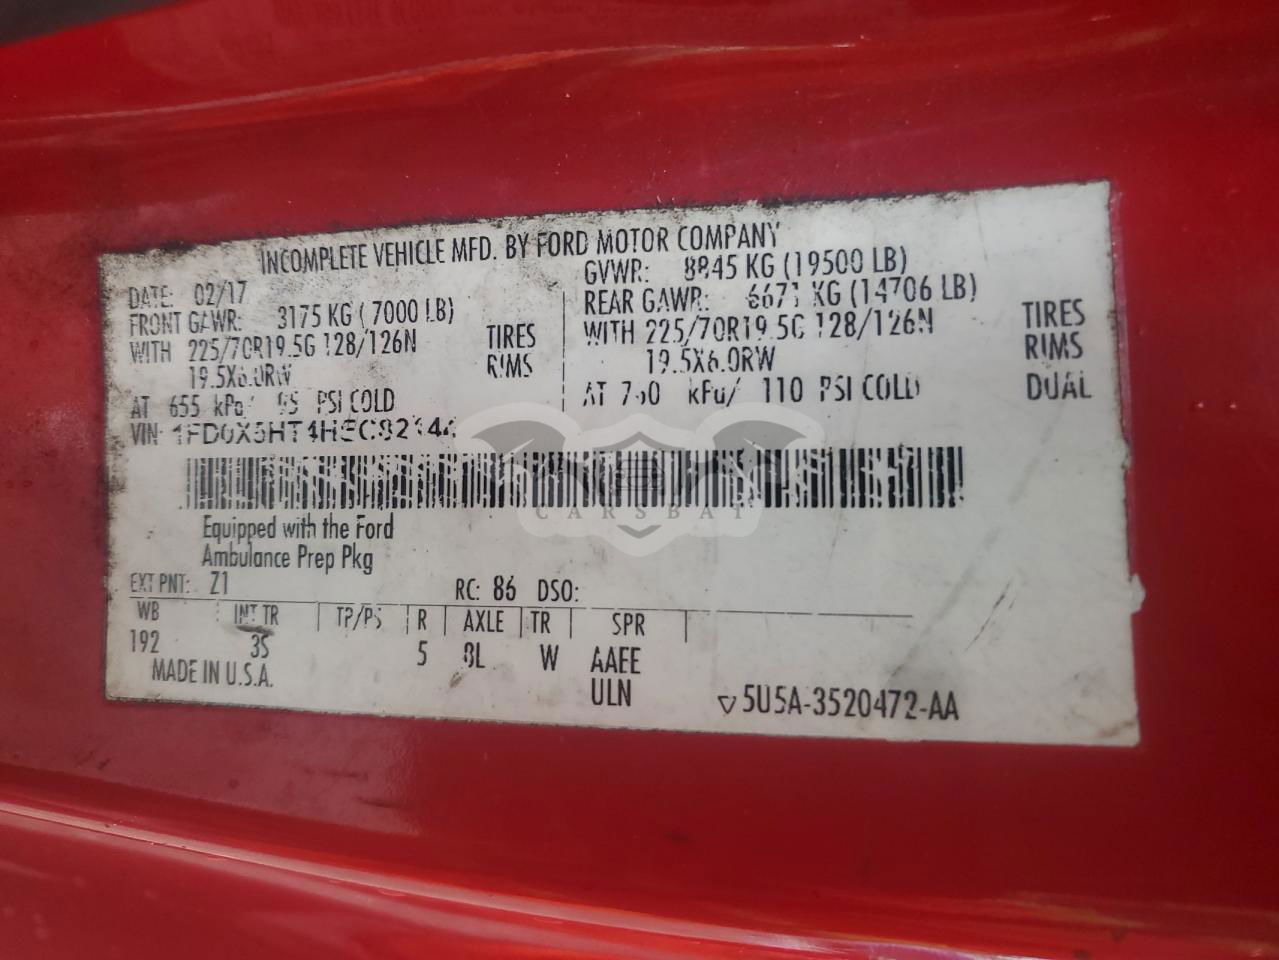 INCOMPLETE VEHICLE MFD. BY FORD MOTOR COMPANY
DATE: 02/17
GVWR: 8845 KG (19500 LB)
FRONT GAWR: 3175 KG (7000 LB)
REAR GAWR: 6671 KG (14706 LB)
WITH 225/70R19.5G 128/126N TIRES
WITH 225/70R19.5G 128/126N TIRES
19.5X6.0RW RIMS
19.5X6.0RW RIMS
AT 655 kPa/ 95 PSI COLD
AT 760 kPa/ 110 PSI COLD DUAL
VIN:
CARSBAT
Equipped with the Ford
Ambulance Prep Pkg
EXT PNT: Z1 RC: 86 DSO:
WB INT TR TP/PS R AXLE TR SPR
192 3S 5 8L W AAFE
MADE IN U.S.A. ULN 5U5A-3520472-AA